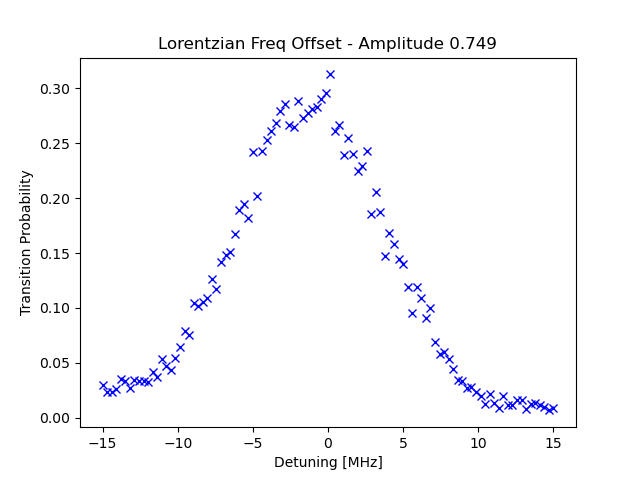 Lorentzian Freq Offset - Amplitude 0.749
0.30
0.25
0.20
0.15
0.10
0.05
0.00
Transition Probability
−15 −10 −5 0 5 10 15
Detuning [MHz]